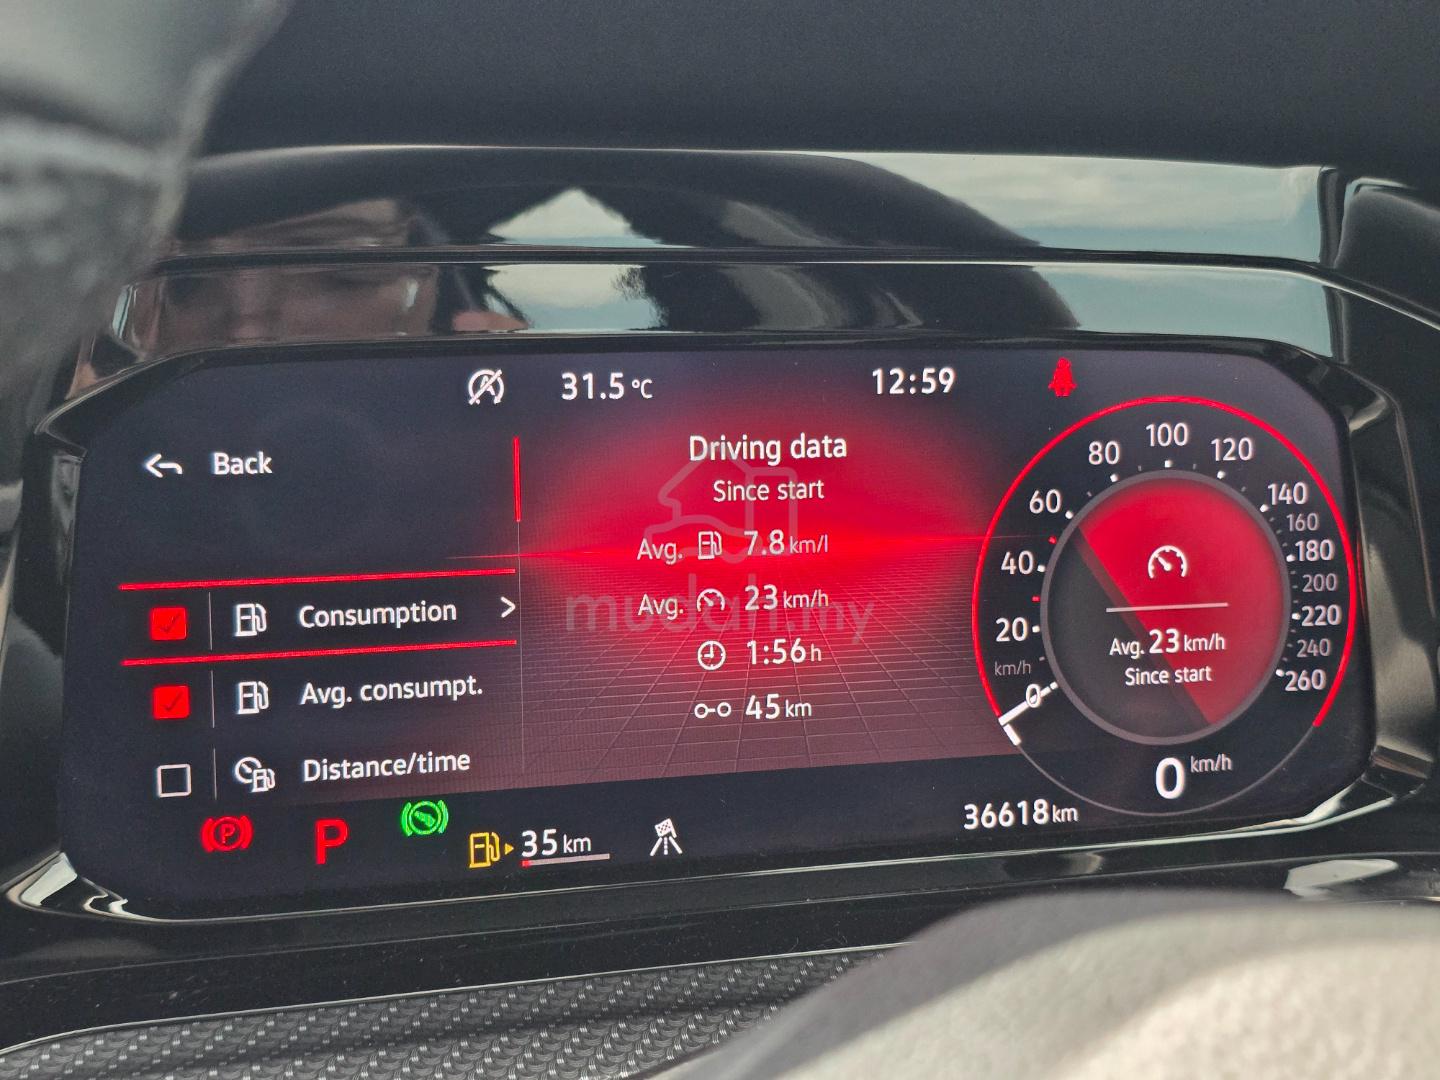 31.5°C
12:59
Back
Driving data
Since start
Avg. 7.8 km/l
Avg. 23 km/h
1:56 h
45 km
Consumption
Avg. consumpt.
Distance/time
P
P
35 km
36618 km
0
20
40
60
80
100
120
140
160
180
200
220
240
260
km/h
Avg. 23 km/h
Since start
0 km/h
mudah.my